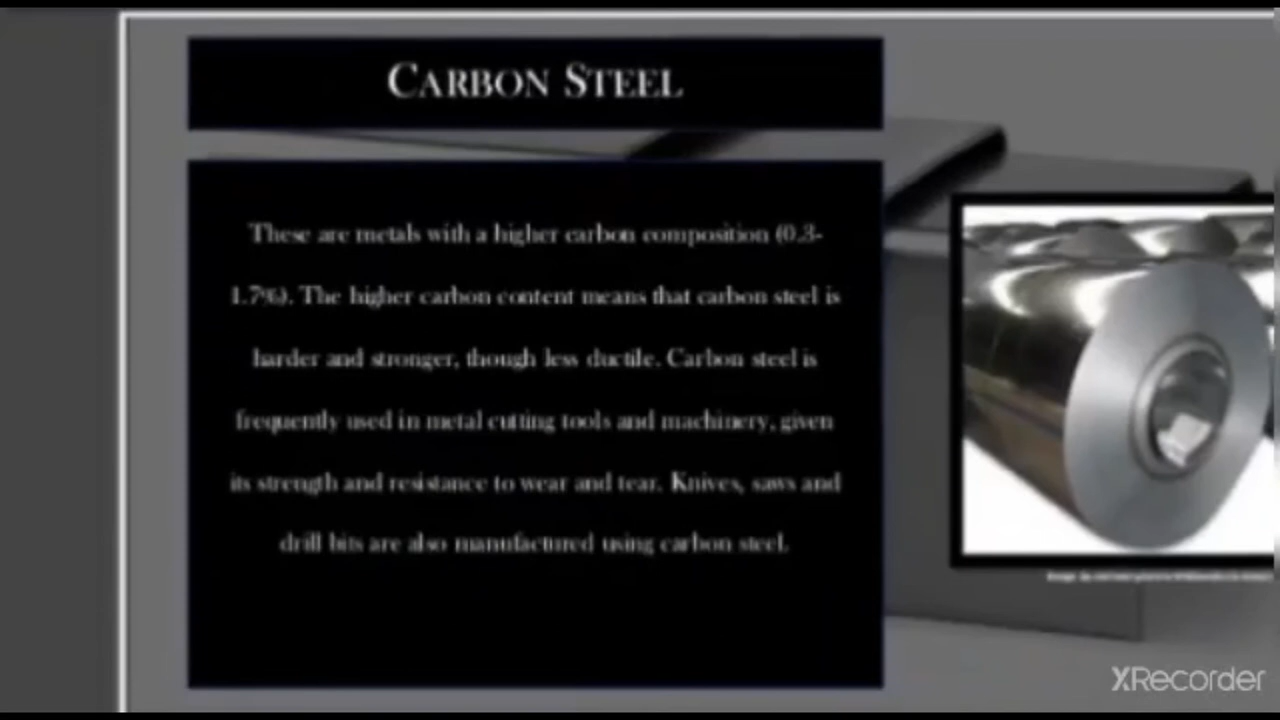 CARBON STEEL
These are metals with a higher carbon composition (0.3-
1.7%). The higher carbon content means that carbon steel is
harder and stronger, though less ductile. Carbon steel is
frequently used in metal cutting tools and machinery, given
its strength and resistance to wear and tear. Knives, saws and
drill bits are also manufactured using carbon steel.
XRecorder